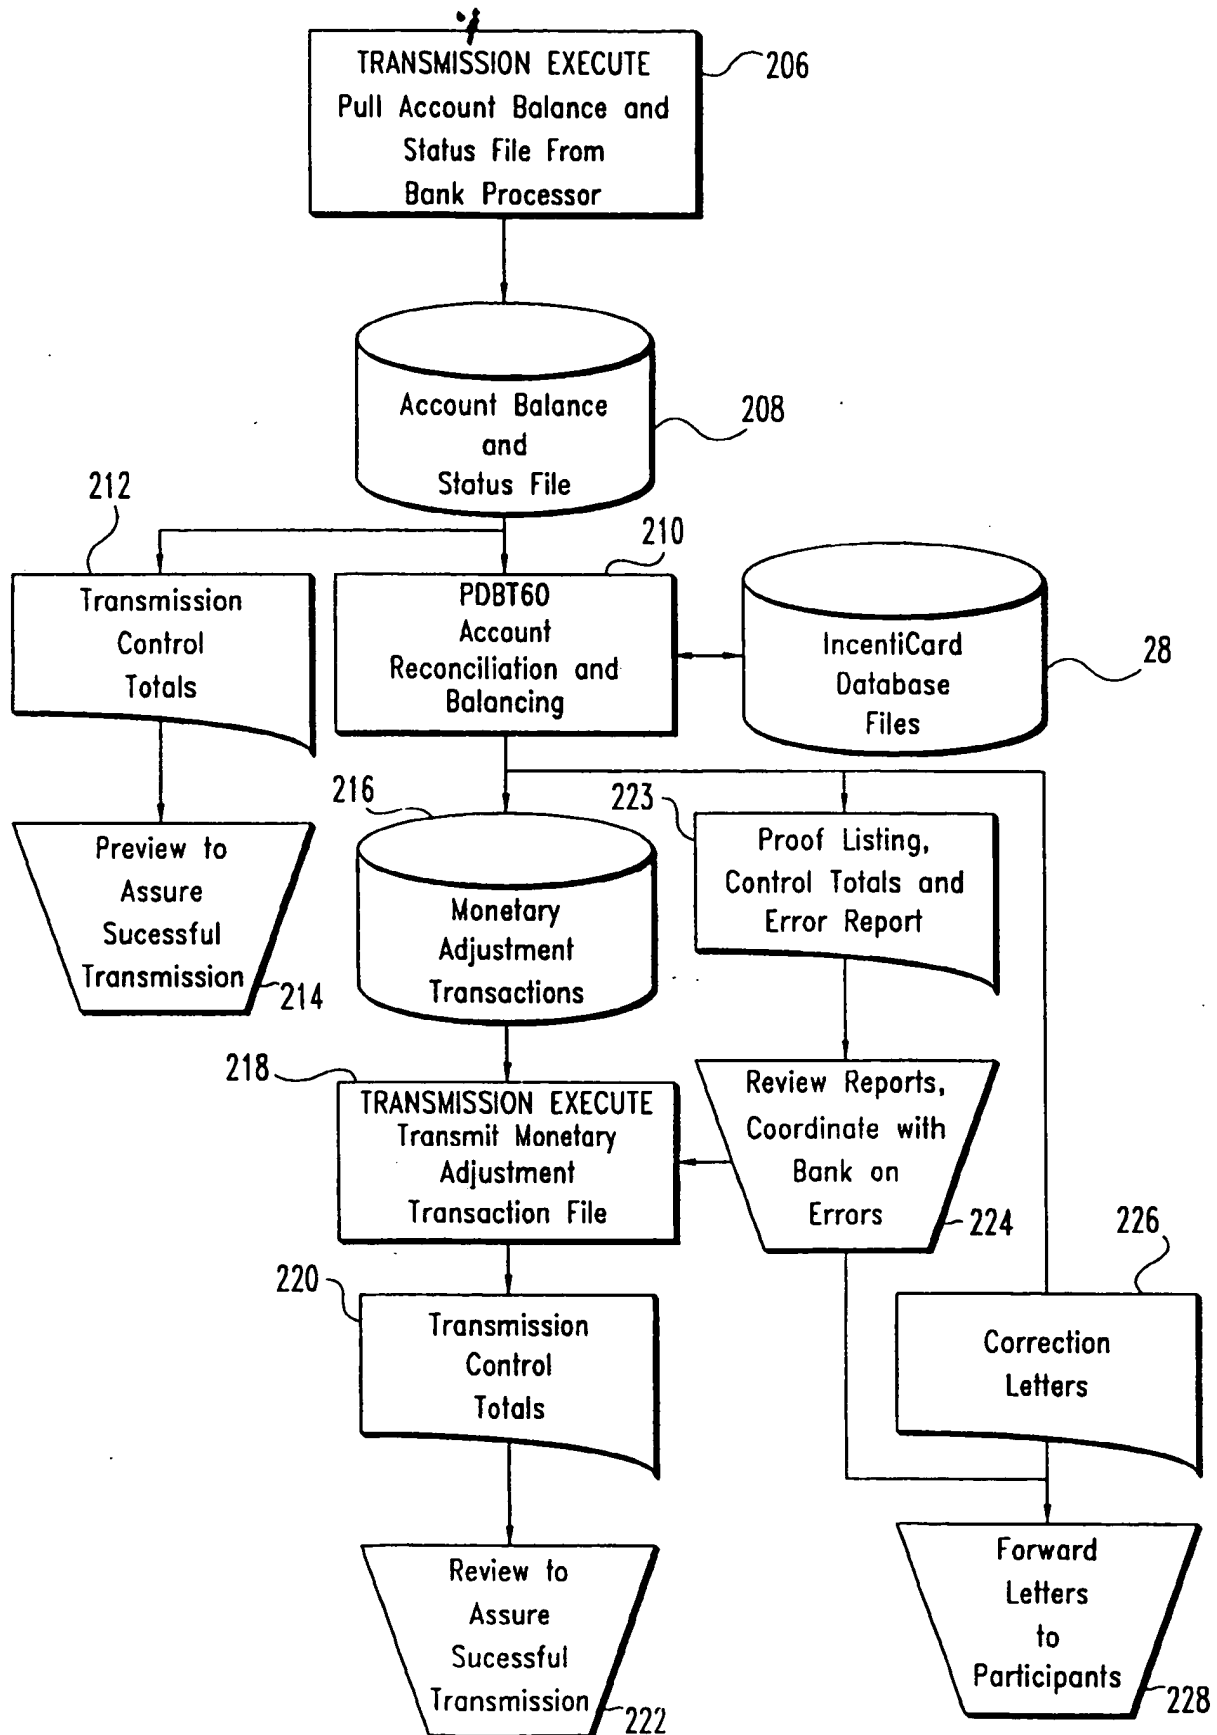 TRANSMISSION EXECUTE
Pull Account Balance and
Status File From
Bank Processor
206
Account Balance
and
Status File
208
212
Transmission
Control
Totals
210
PDBT60
Account
Reconciliation and
Balancing
IncentiCard
Database
Files
28
Preview to
Assure
Sucessful
Transmission
214
216
Monetary
Adjustment
Transactions
223
Proof Listing,
Control Totals and
Error Report
218
TRANSMISSION EXECUTE
Transmit Monetary
Adjustment
Transaction File
Review Reports,
Coordinate with
Bank on
Errors
224
220
Transmission
Control
Totals
226
Correction
Letters
Review to
Assure
Sucessful
Transmission
222
Forward
Letters
to
Participants
228